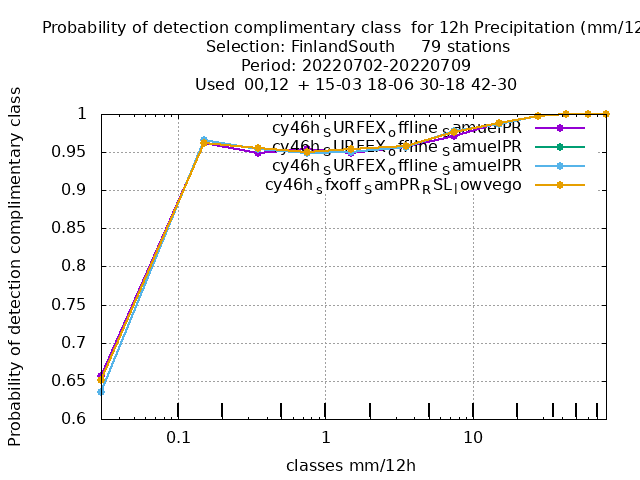 Probability of detection complimentary class  for 12h Precipitation (mm/12
Selection: FinlandSouth     79 stations
Period: 20220702-20220709
Used  00,12  + 15-03 18-06 30-18 42-30
Probability of detection complimentary class
1
0.95
0.9
0.85
0.8
0.75
0.7
0.65
0.6
cy46h_SURFEX_offline_SamuelPR
cy46h_SURFEX_offline_SamuelPR
cy46h_SURFEX_offline_SamuelPR
cy46h_sfxoff_SamPR_RSL_lowvego
0.1
1
10
classes mm/12h